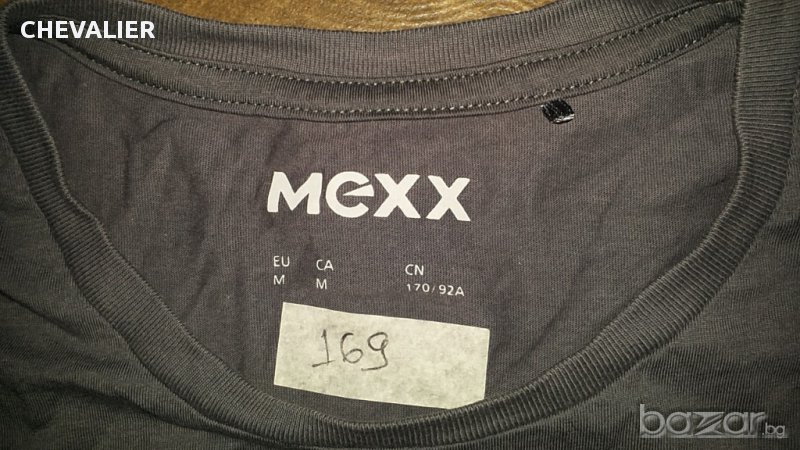 CHEVALIER
MEXX
EU CA CN
M M 170/92A
169
bazar.bg